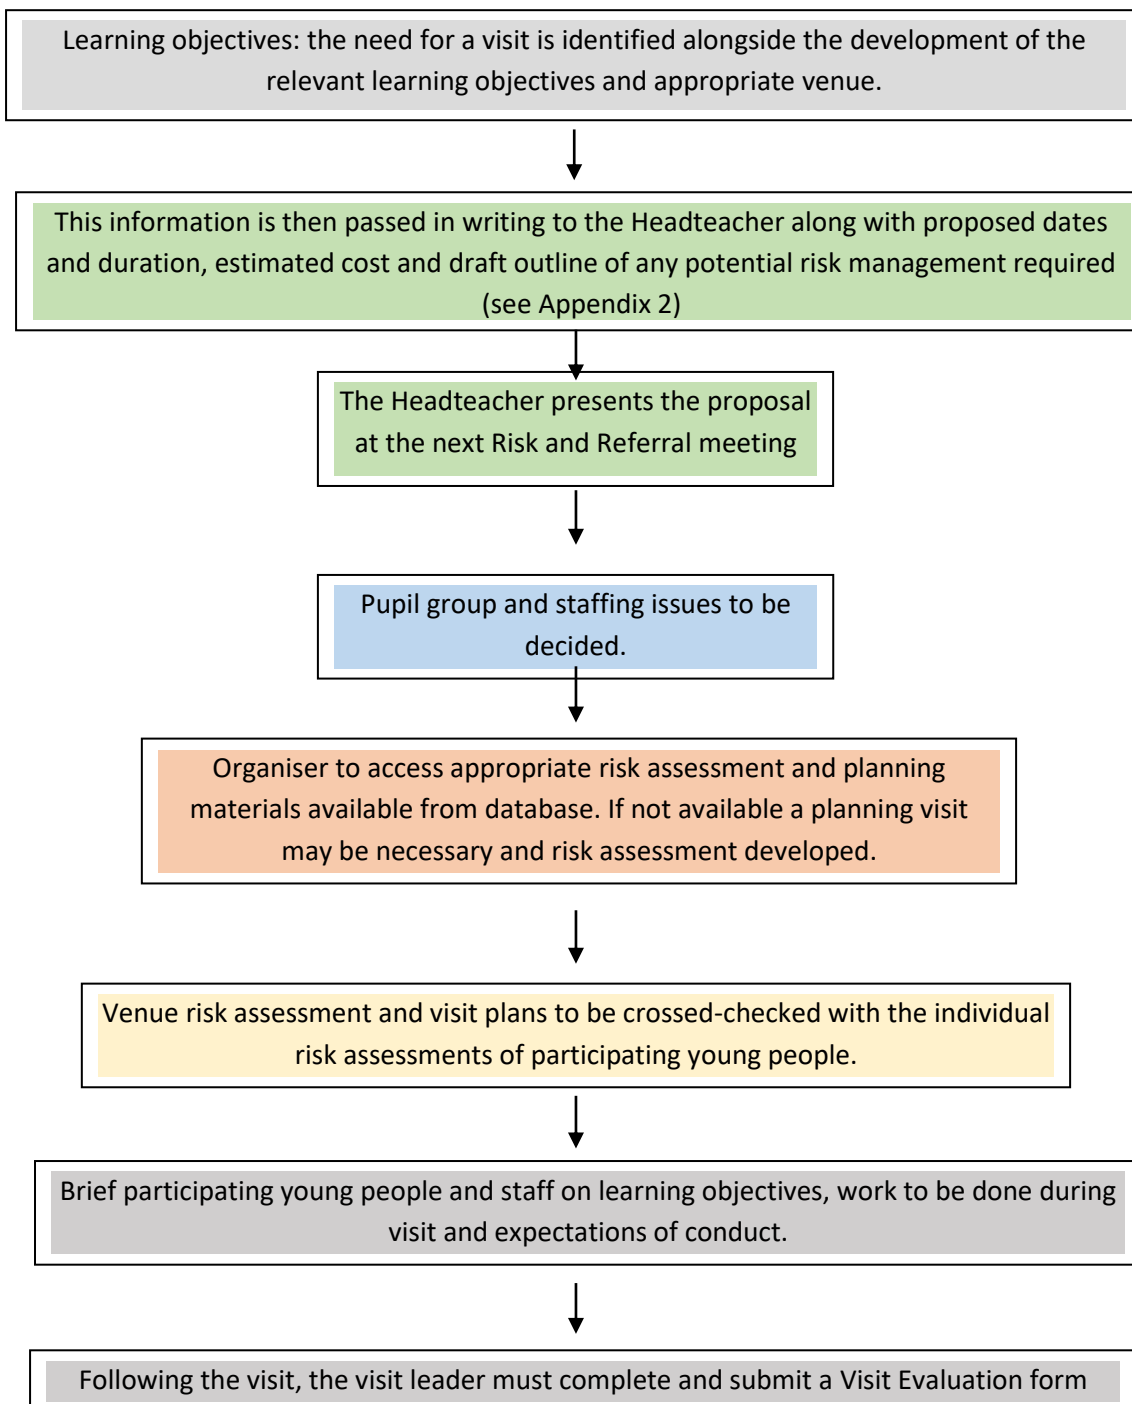 Learning objectives: the need for a visit is identified alongside the development of the
relevant learning objectives and appropriate venue.
This information is then passed in writing to the Headteacher along with proposed dates
and duration, estimated cost and draft outline of any potential risk management required
(see Appendix 2)
The Headteacher presents the proposal
at the next Risk and Referral meeting
Pupil group and staffing issues to be
decided.
Organiser to access appropriate risk assessment and planning
materials available from database. If not available a planning visit
may be necessary and risk assessment developed.
Venue risk assessment and visit plans to be crossed-checked with the individual
risk assessments of participating young people.
Brief participating young people and staff on learning objectives, work to be done during
visit and expectations of conduct.
Following the visit, the visit leader must complete and submit a Visit Evaluation form